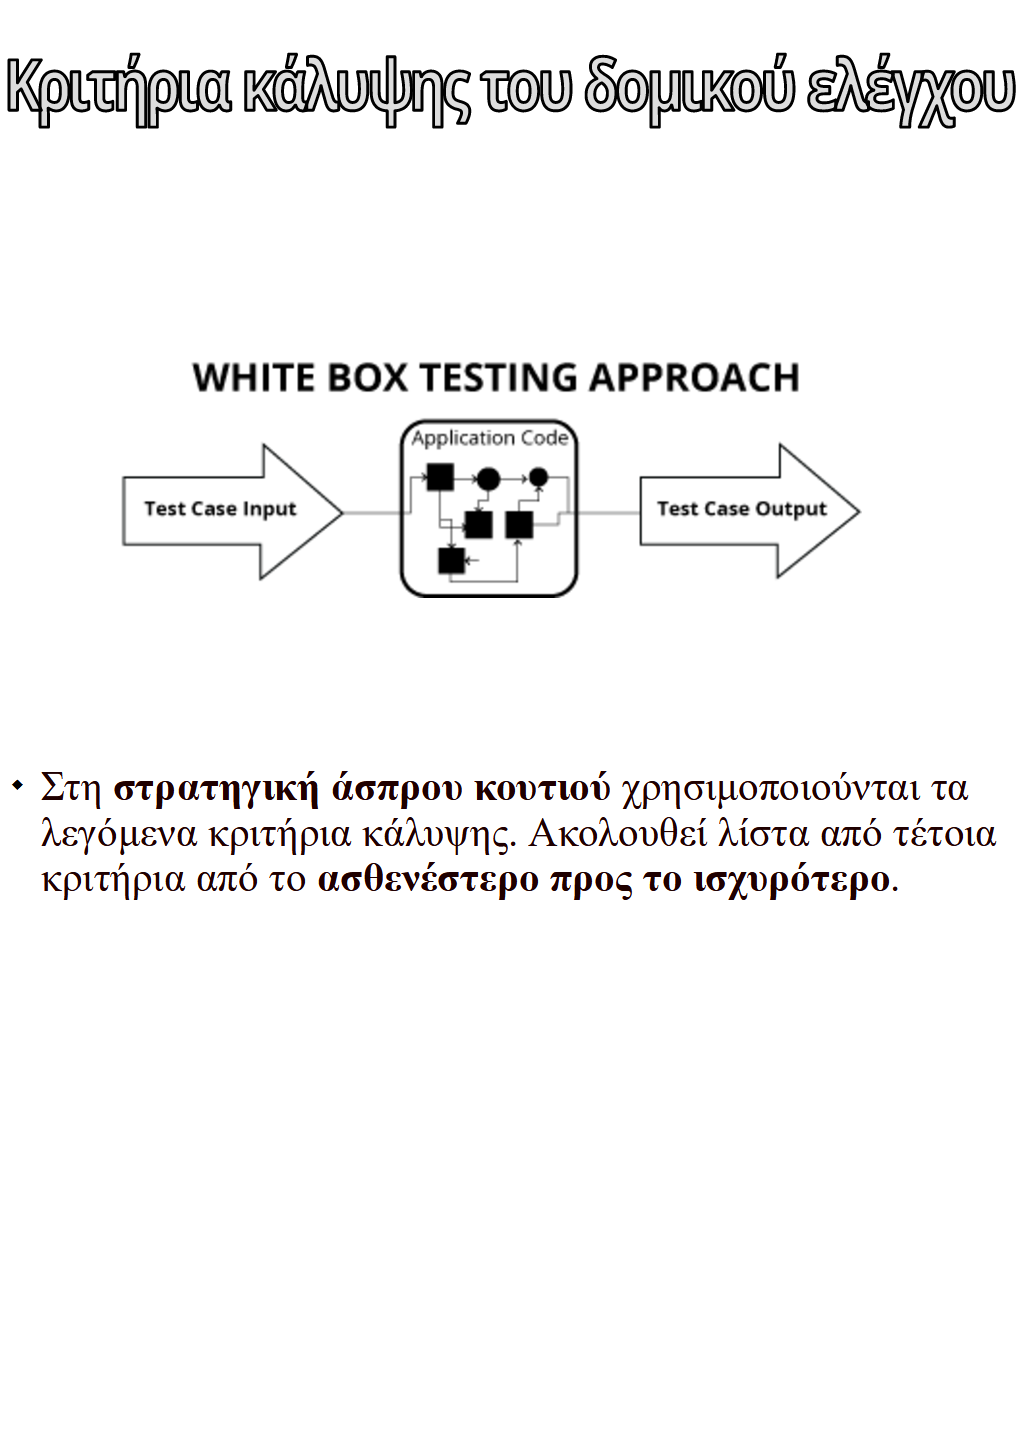 Κριτήρια κάλυψης του δομικού ελέγχου
WHITE BOX TESTING APPROACH
Application Code
Test Case Input
Test Case Output
• Στη στρατηγική άσπρου κουτιού χρησιμοποιούνται τα
λεγόμενα κριτήρια κάλυψης. Ακολουθεί λίστα από τέτοια
κριτήρια από το ασθενέστερο προς το ισχυρότερο.